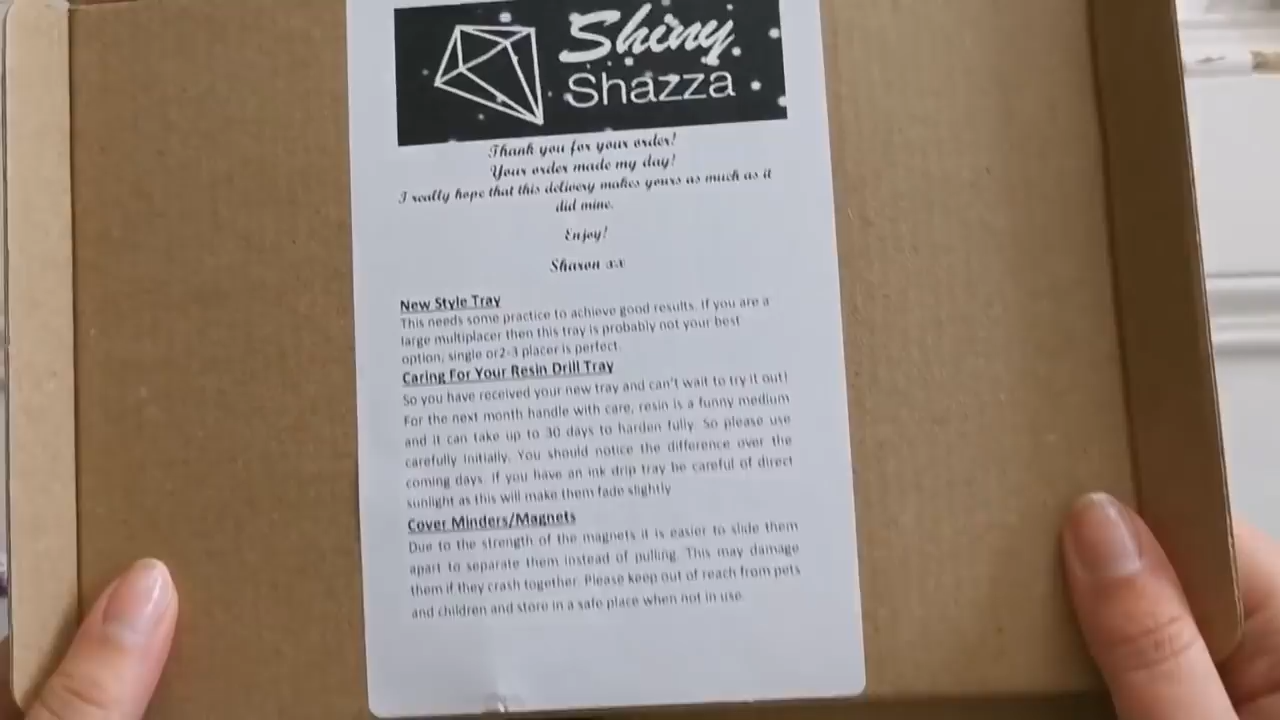 Shiny
Shazza
Thank you for your order!
Your order made my day!
I really hope that this delivery makes yours as much as it
did mine.
Enjoy!
Sharon xx
New Style Tray
This needs some practice to achieve good results. If you are a
large multiplacer then this tray is probably not your best
option, single or2-3 placer is perfect.
Caring For Your Resin Drill Tray
So you have received your new tray and can't wait to try it out!
For the next month handle with care, resin is a funny medium
and it can take up to 30 days to harden fully. So please use
carefully initially. You should notice the difference over the
coming days. If you have an ink drip tray be careful of direct
sunlight as this will make them fade slightly
Cover Minders/Magnets
Due to the strength of the magnets it is easier to slide them
apart to separate them instead of pulling. This may damage
them if they crash together. Please keep out of reach from pets
and children and store in a safe place when not in use.